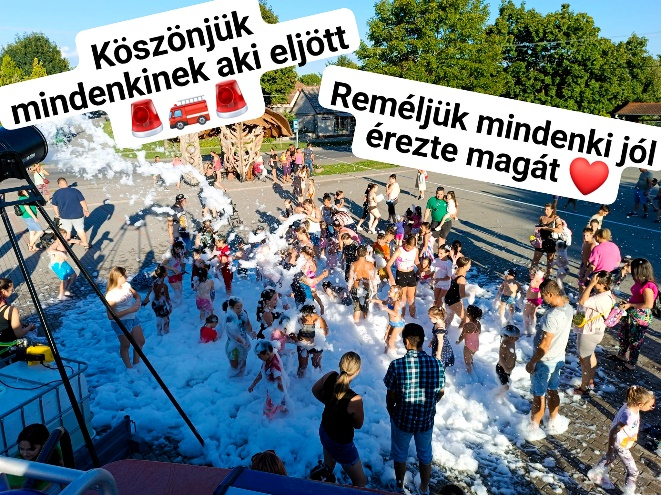 Köszönjük
mindenkinek aki eljött
🚨🚒🚨
Reméljük mindenki jól
érezte magát ❤️